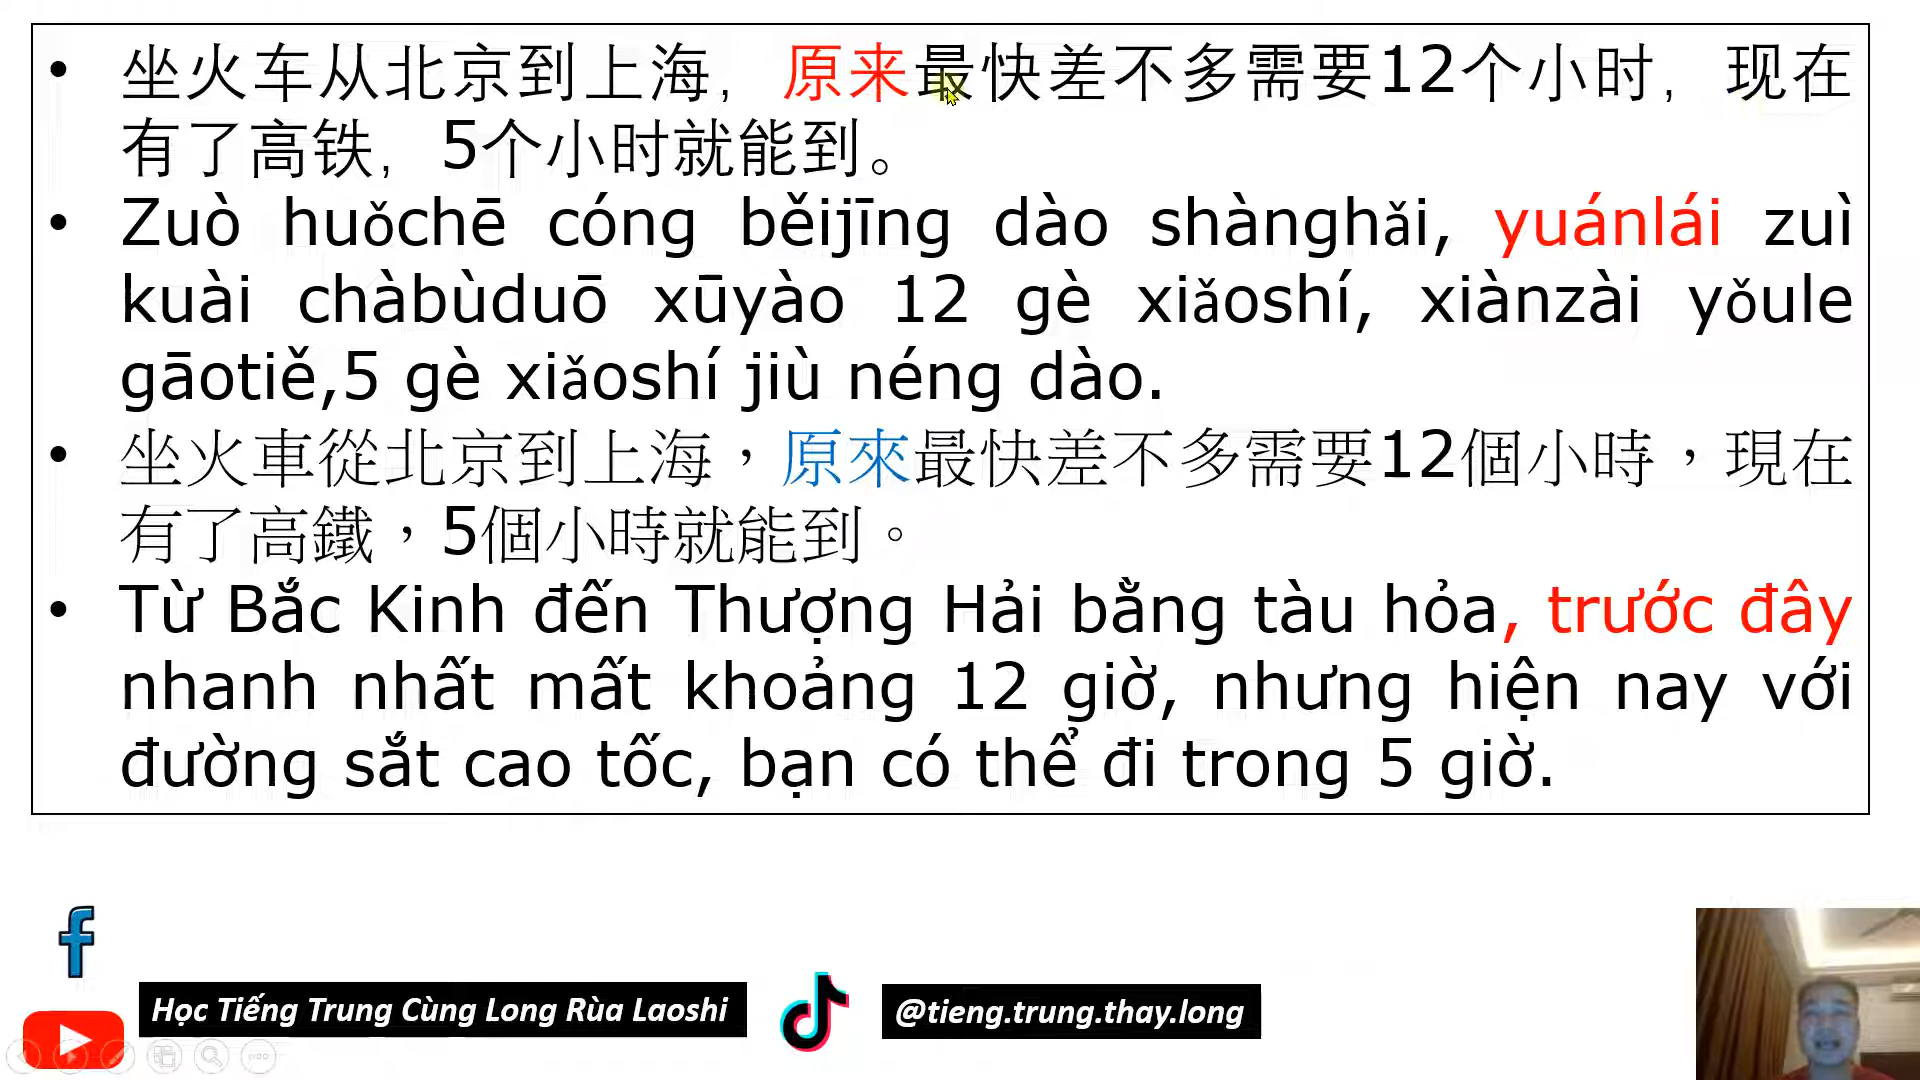 • 坐火车从北京到上海，原来最快差不多需要12个小时，现在
有了高铁，5个小时就能到。
• Zuò huǒchē cóng běijīng dào shànghǎi, yuánlái zuì
kuài chàbùduō xūyào 12 gè xiǎoshí, xiànzài yǒule
gāotiě,5 gè xiǎoshí jiù néng dào.
• 坐火車從北京到上海，原來最快差不多需要12個小時，現在
有了高鐵，5個小時就能到。
• Từ Bắc Kinh đến Thượng Hải bằng tàu hỏa, trước đây
nhanh nhất mất khoảng 12 giờ, nhưng hiện nay với
đường sắt cao tốc, bạn có thể đi trong 5 giờ.
Học Tiếng Trung Cùng Long Rùa Laoshi
@tieng.trung.thay.long